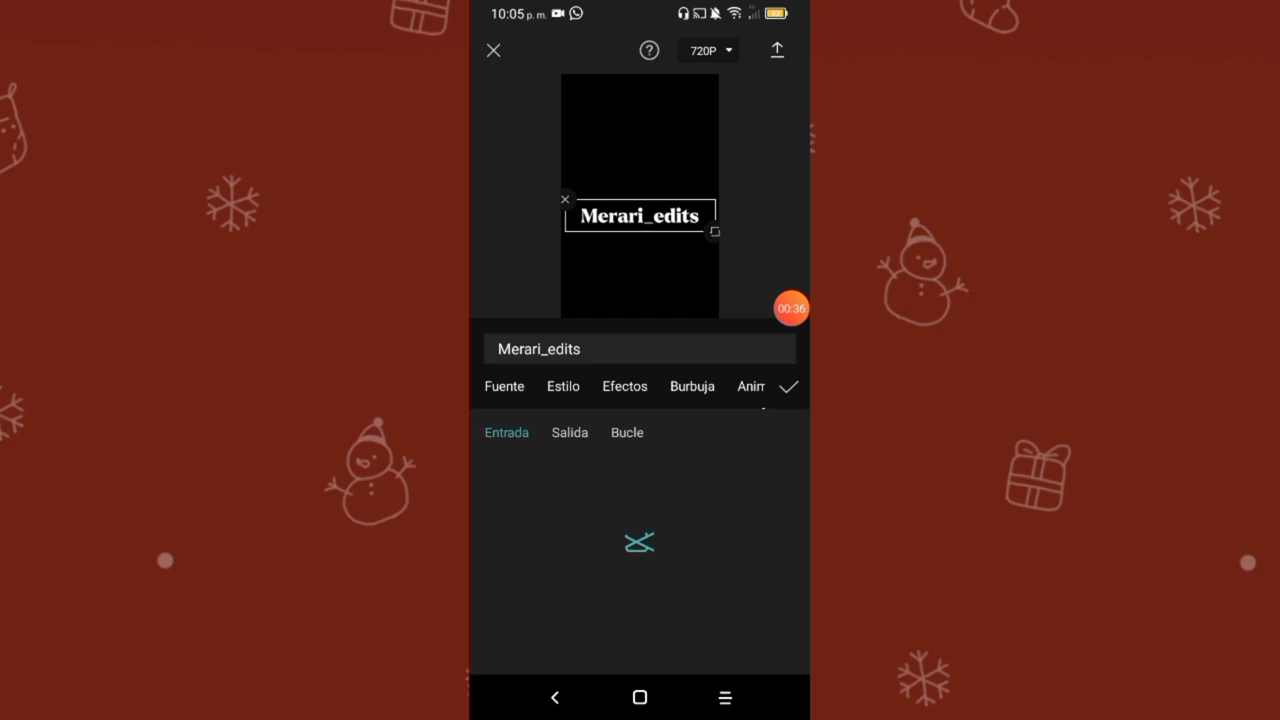 10:05 p. m.
720P
Merari_edits
00:36
Merari_edits
Fuente Estilo Efectos Burbuja Anim
Entrada Salida Bucle